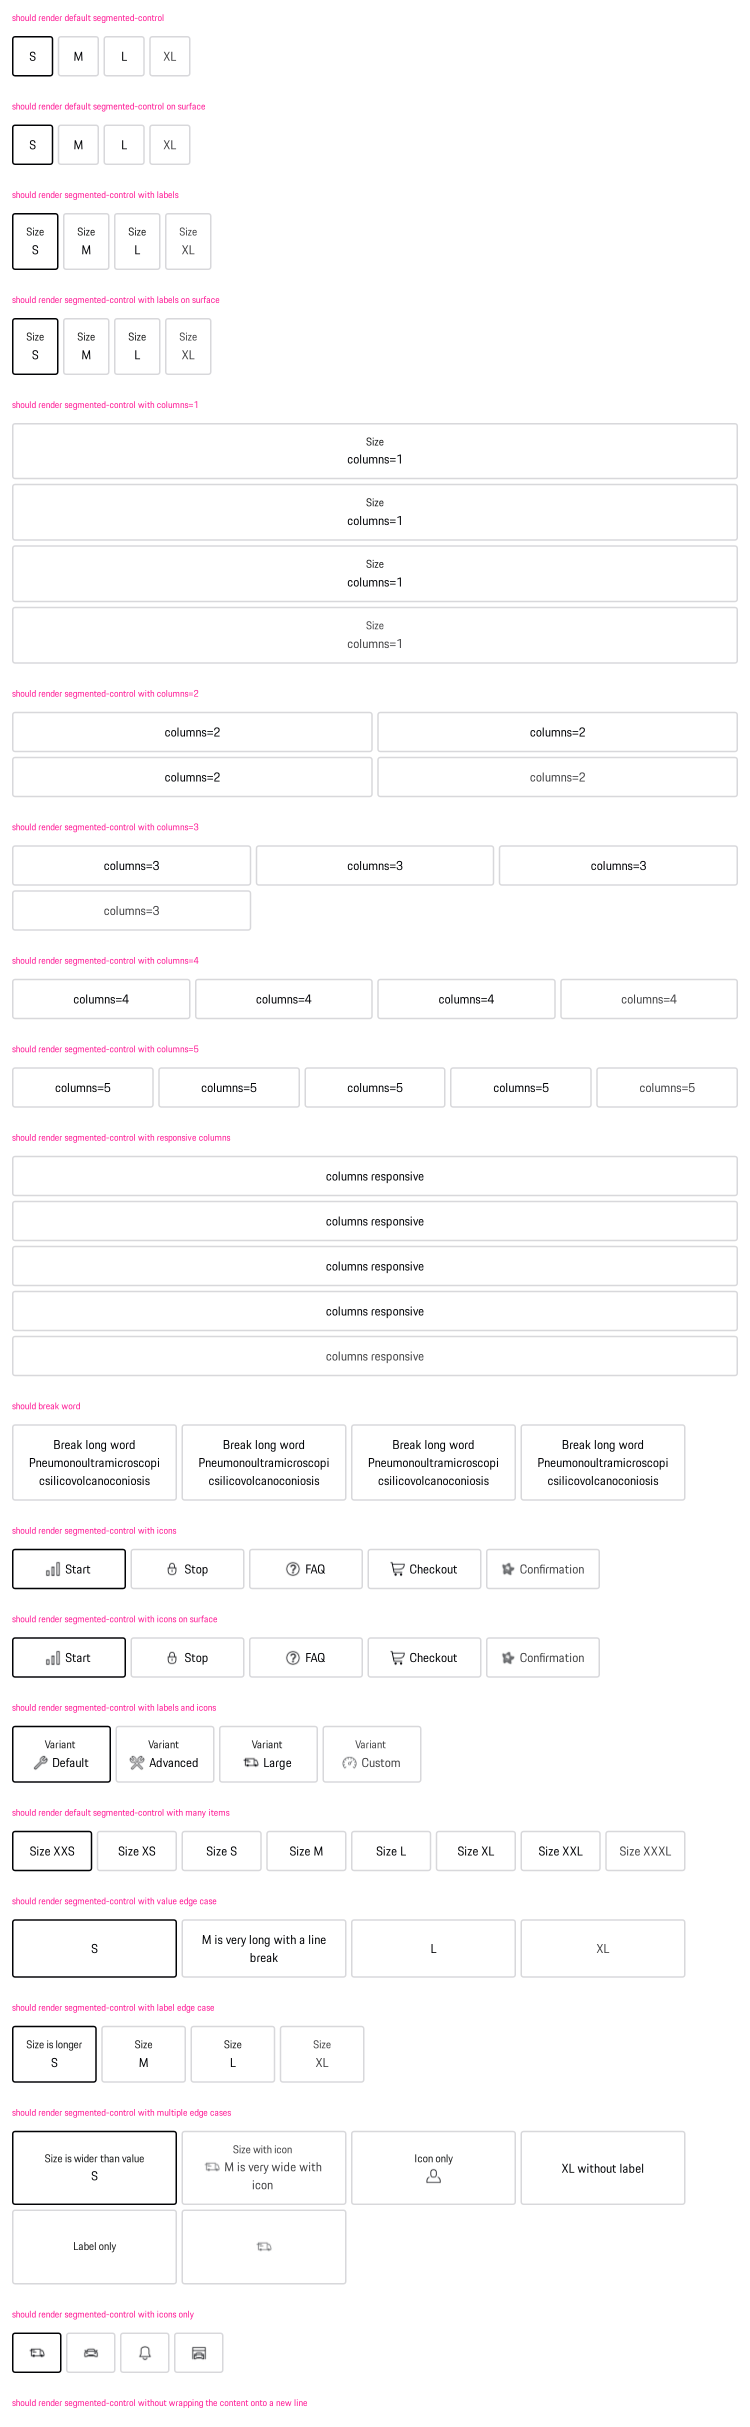 should render default segmented-control
S M L XL
should render default segmented-control on surface
S M L XL
should render segmented-control with labels
Size Size Size Size
S M L XL
should render segmented-control with labels on surface
Size Size Size Size
S M L XL
should render segmented-control with columns=1
Size
columns=1
Size
columns=1
Size
columns=1
Size
columns=1
should render segmented-control with columns=2
columns=2 columns=2
columns=2 columns=2
should render segmented-control with columns=3
columns=3 columns=3 columns=3
columns=3
should render segmented-control with columns=4
columns=4 columns=4 columns=4 columns=4
should render segmented-control with columns=5
columns=5 columns=5 columns=5 columns=5 columns=5
should render segmented-control with responsive columns
columns responsive
columns responsive
columns responsive
columns responsive
columns responsive
should break word
Break long word Break long word Break long word Break long word
Pneumonoultramicroscopi Pneumonoultramicroscopi Pneumonoultramicroscopi Pneumonoultramicroscopi
csilicovolcanoconiosis csilicovolcanoconiosis csilicovolcanoconiosis csilicovolcanoconiosis
should render segmented-control with icons
Start Stop FAQ Checkout Confirmation
should render segmented-control with icons on surface
Start Stop FAQ Checkout Confirmation
should render segmented-control with labels and icons
Variant Variant Variant Variant
Default Advanced Large Custom
should render default segmented-control with many items
Size XXS Size XS Size S Size M Size L Size XL Size XXL Size XXXL
should render segmented-control with value edge case
S M is very long with a line L XL
break
should render segmented-control with label edge case
Size is longer Size Size Size
S M L XL
should render segmented-control with multiple edge cases
Size is wider than value
S
Size with icon
M is very wide with
icon
Icon only
XL without label
Label only
should render segmented-control with icons only
should render segmented-control without wrapping the content onto a new line